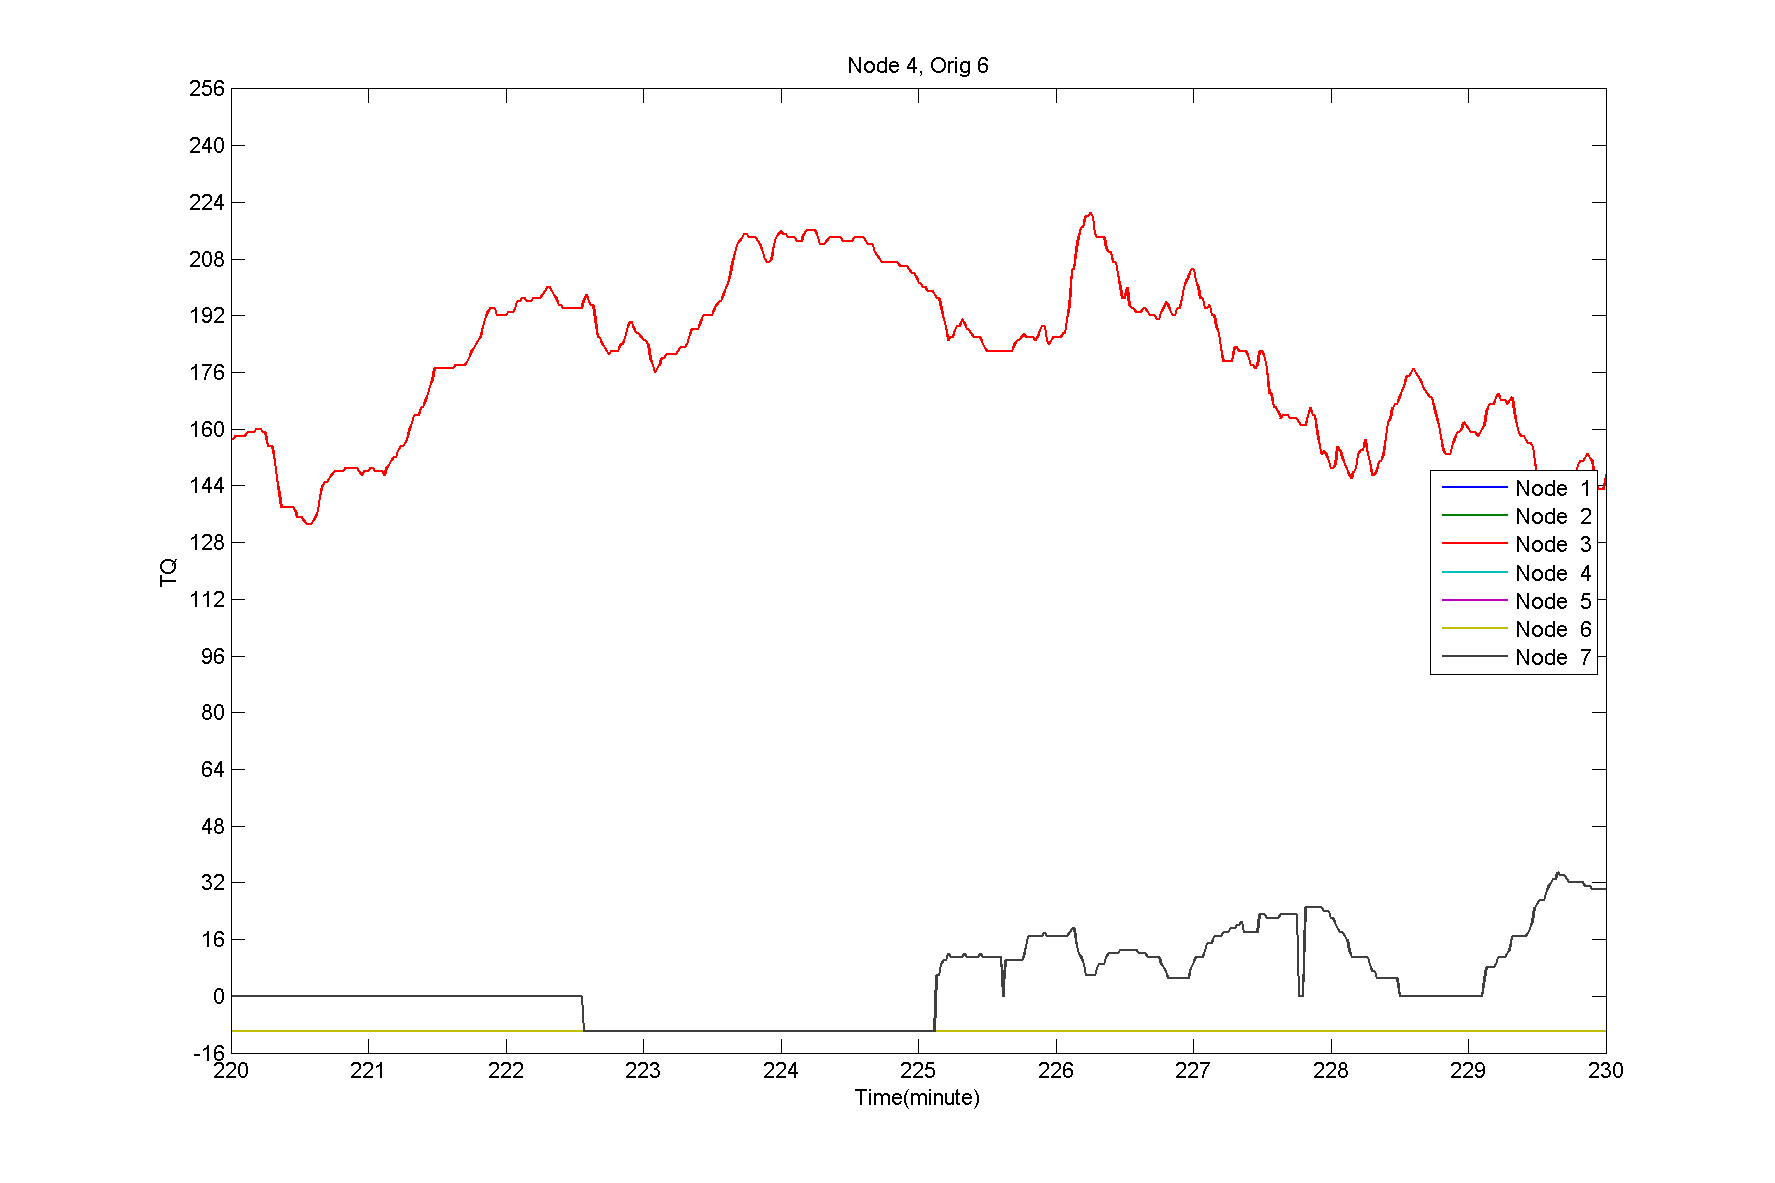 Node 4, Orig 6
256
240
224
208
192
176
160
144
128
112
96
80
64
48
32
16
0
-16
TQ
Node 1
Node 2
Node 3
Node 4
Node 5
Node 6
Node 7
220 221 222 223 224 225 226 227 228 229 230
Time(minute)